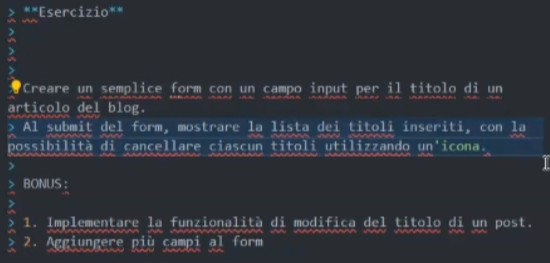 > **Esercizio**
>
>
>
Creare un semplice form con un campo input per il titolo di un
articolo del blog.
> Al submit del form, mostrare la lista dei titoli inseriti, con la
possibilità di cancellare ciascun titoli utilizzando un'icona.
>
> BONUS:
>
> 1. Implementare la funzionalità di modifica del titolo di un post.
> 2. Aggiungere più campi al form